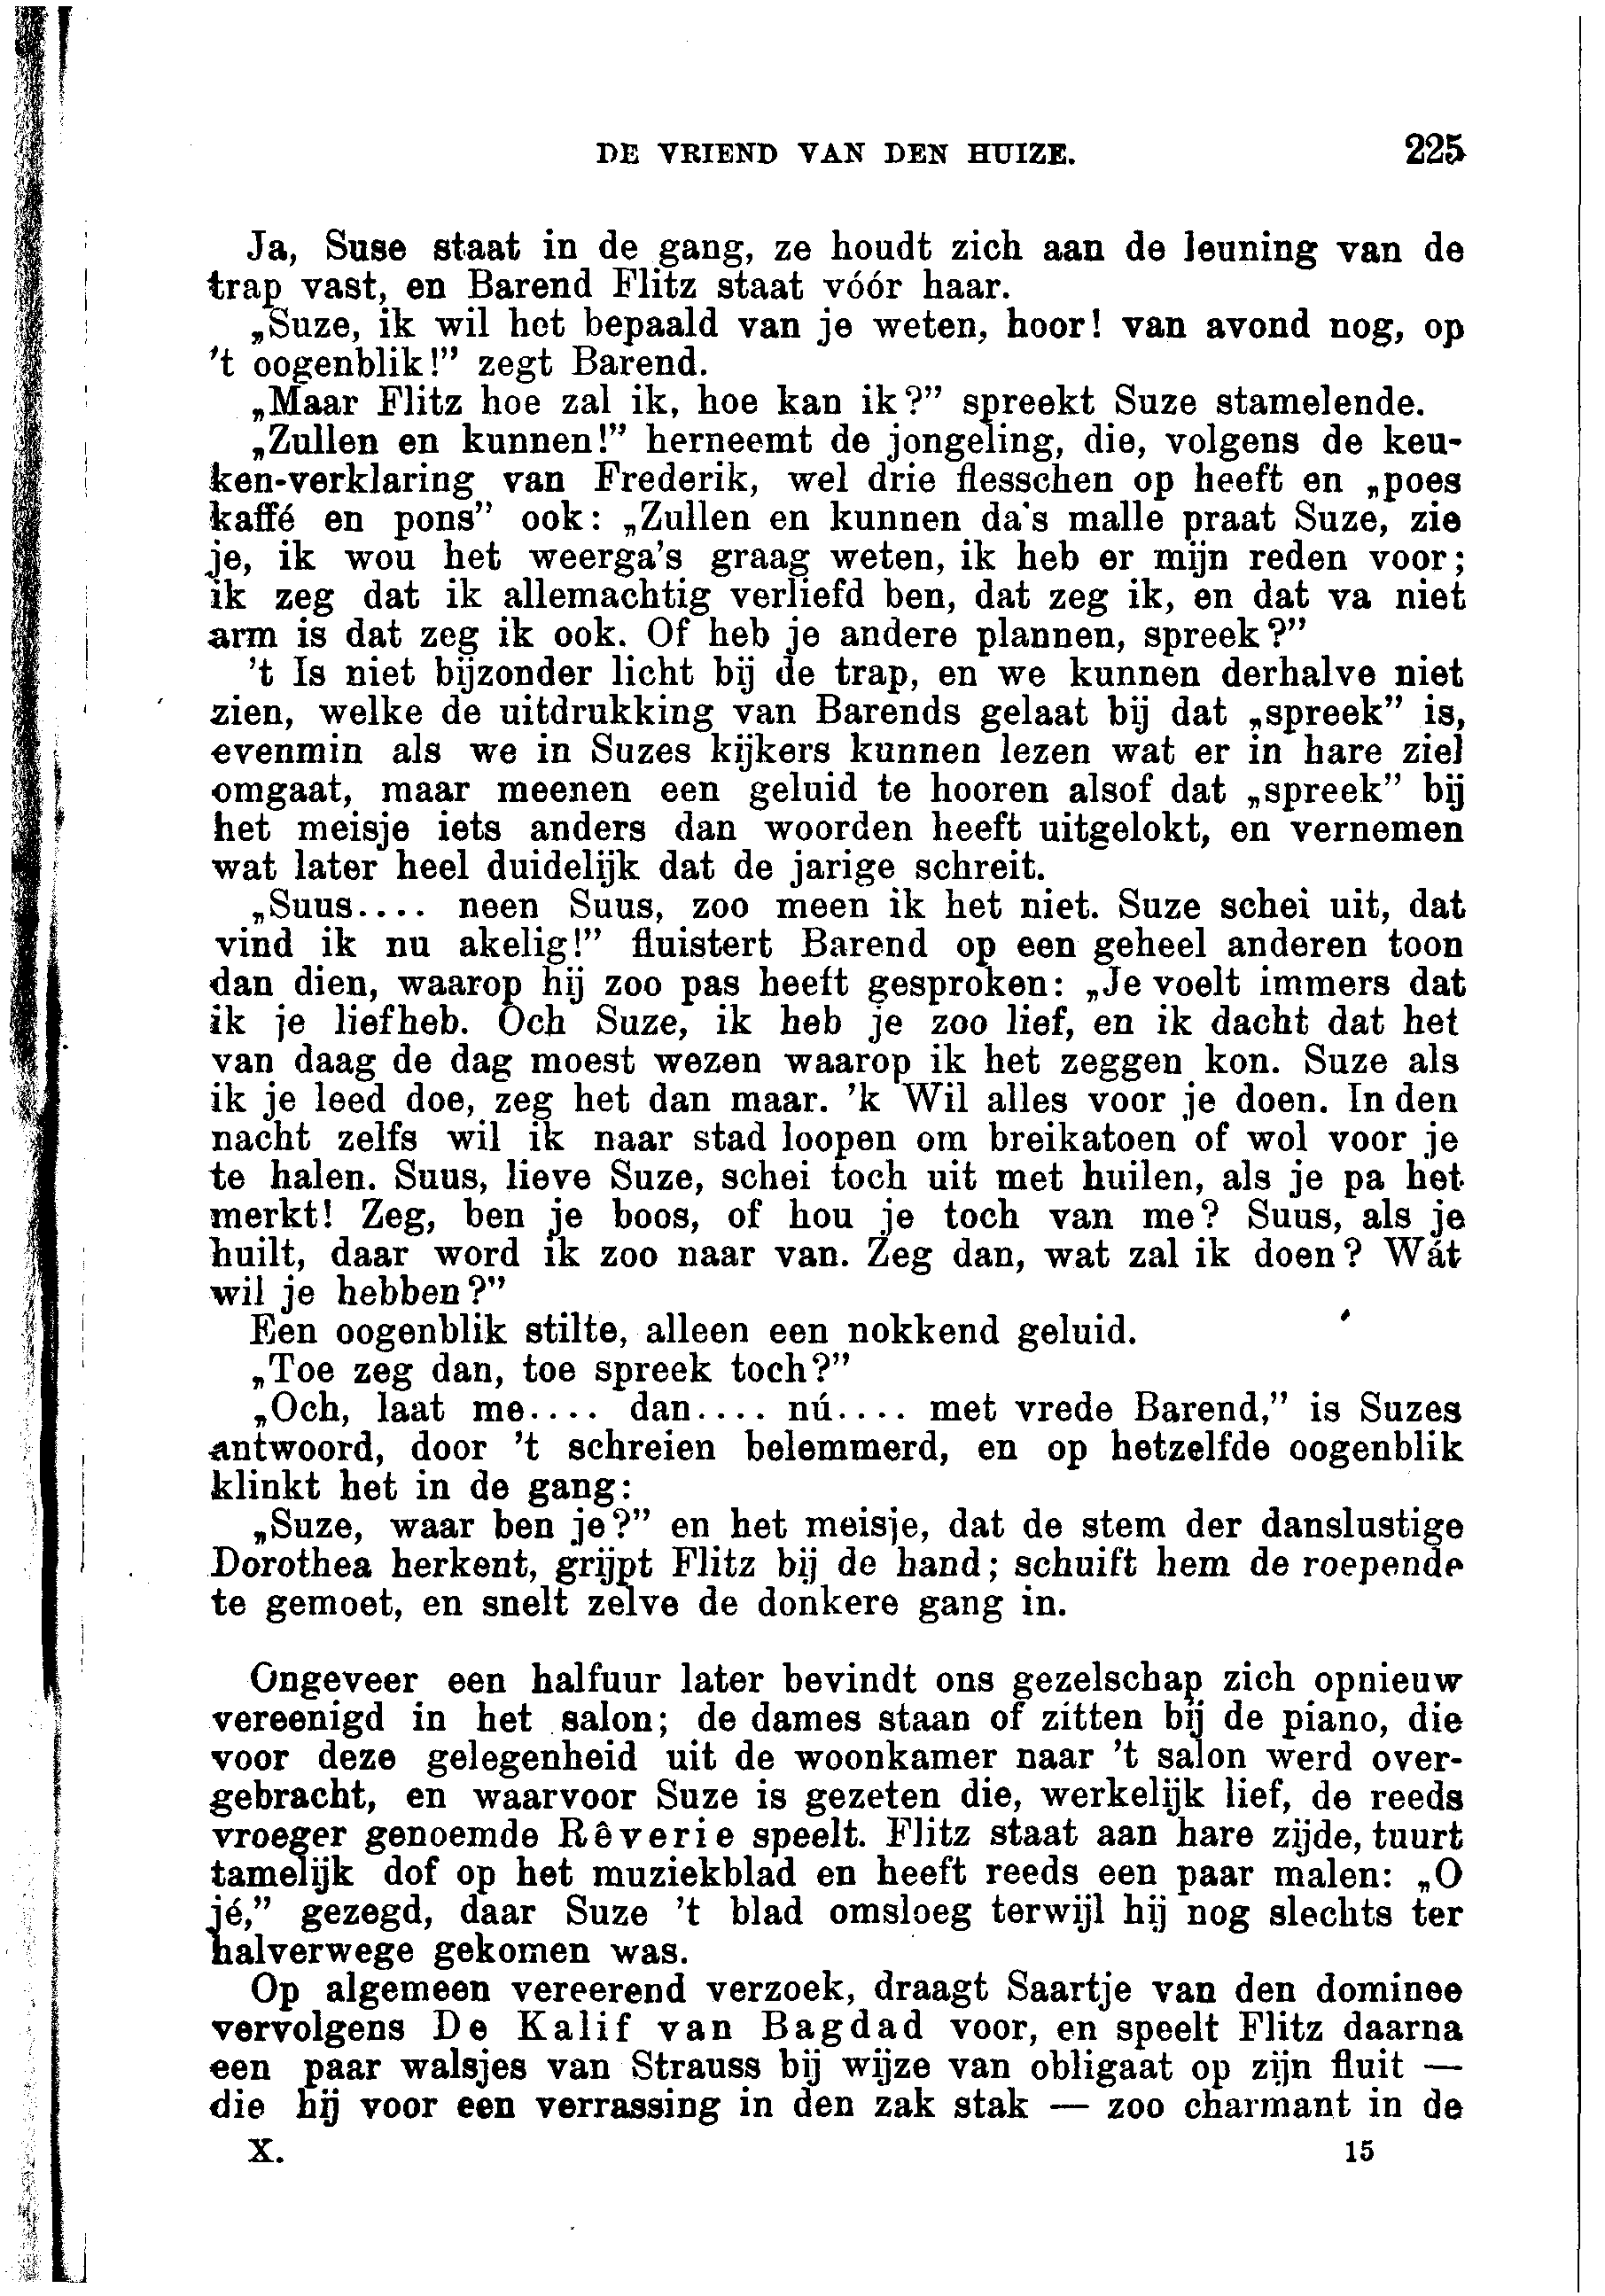 DE VRIEND VAN DEN HUIZE. 225
Ja, Suse staat in de gang, ze houdt zich aan de leuning van de
trap vast, en Barend Flitz staat vóór haar.
„Suze, ik wil het bepaald van je weten, hoor! van avond nog, op
't oogenblik!” zegt Barend.
„Maar Flitz hoe zal ik, hoe kan ik?” spreekt Suze stamelende.
„Zullen en kunnen!” herneemt de jongeling, die, volgens de keu-
ken-verklaring van Frederik, wel drie flesschen op heeft en „poes
kaffé en pons” ook: „Zullen en kunnen da's malle praat Suze, zie
je, ik wou het weerga's graag weten, ik heb er mijn reden voor;
ik zeg dat ik allemachtig verliefd ben, dat zeg ik, en dat va niet
arm is dat zeg ik ook. Of heb je andere plannen, spreek?”
't Is niet bijzonder licht bij de trap, en we kunnen derhalve niet
zien, welke de uitdrukking van Barends gelaat bij dat „spreek” is,
evenmin als we in Suzes kijkers kunnen lezen wat er in hare ziel
omgaat, maar meenen een geluid te hooren alsof dat „spreek” bij
het meisje iets anders dan woorden heeft uitgelokt, en vernemen
wat later heel duidelijk dat de jarige schreit.
„Suus.... neen Suus, zoo meen ik het niet. Suze schei uit, dat
vind ik nu akelig!” fluistert Barend op een geheel anderen toon
dan dien, waarop hij zoo pas heeft gesproken: „Je voelt immers dat
ik je liefheb. Och Suze, ik heb je zoo lief, en ik dacht dat het
van daag de dag moest wezen waarop ik het zeggen kon. Suze als
ik je leed doe, zeg het dan maar. 'k Wil alles voor je doen. In den
nacht zelfs wil ik naar stad loopen om breikatoen of wol voor je
te halen. Suus, lieve Suze, schei toch uit met huilen, als je pa het
merkt! Zeg, ben je boos, of hou je toch van me? Suus, als je
huilt, daar word ik zoo naar van. Zeg dan, wat zal ik doen? Wát
wil je hebben?”
Een oogenblik stilte, alleen een nokkend geluid.
„Toe zeg dan, toe spreek toch?”
„Och, laat me.... dan.... nú.... met vrede Barend,” is Suzes
antwoord, door 't schreien belemmerd, en op hetzelfde oogenblik
klinkt het in de gang:
„Suze, waar ben je?” en het meisje, dat de stem der danslustige
Dorothea herkent, grijpt Flitz bij de hand; schuift hem de roepende
te gemoet, en snelt zelve de donkere gang in.
Ongeveer een halfuur later bevindt ons gezelschap zich opnieuw
vereenigd in het salon; de dames staan of zitten bij de piano, die
voor deze gelegenheid uit de woonkamer naar 't salon werd over-
gebracht, en waarvoor Suze is gezeten die, werkelijk lief, de reeds
vroeger genoemde Rêverie speelt. Flitz staat aan hare zijde, tuurt
tamelijk dof op het muziekblad en heeft reeds een paar malen: „O
jé,” gezegd, daar Suze 't blad omsloeg terwijl hij nog slechts ter
halverwege gekomen was.
Op algemeen vereerend verzoek, draagt Saartje van den dominee
vervolgens De Kalif van Bagdad voor, en speelt Flitz daarna
een paar walsjes van Strauss bij wijze van obligaat op zijn fluit —
die hij voor een verrassing in den zak stak — zoo charmant in de
X. 15